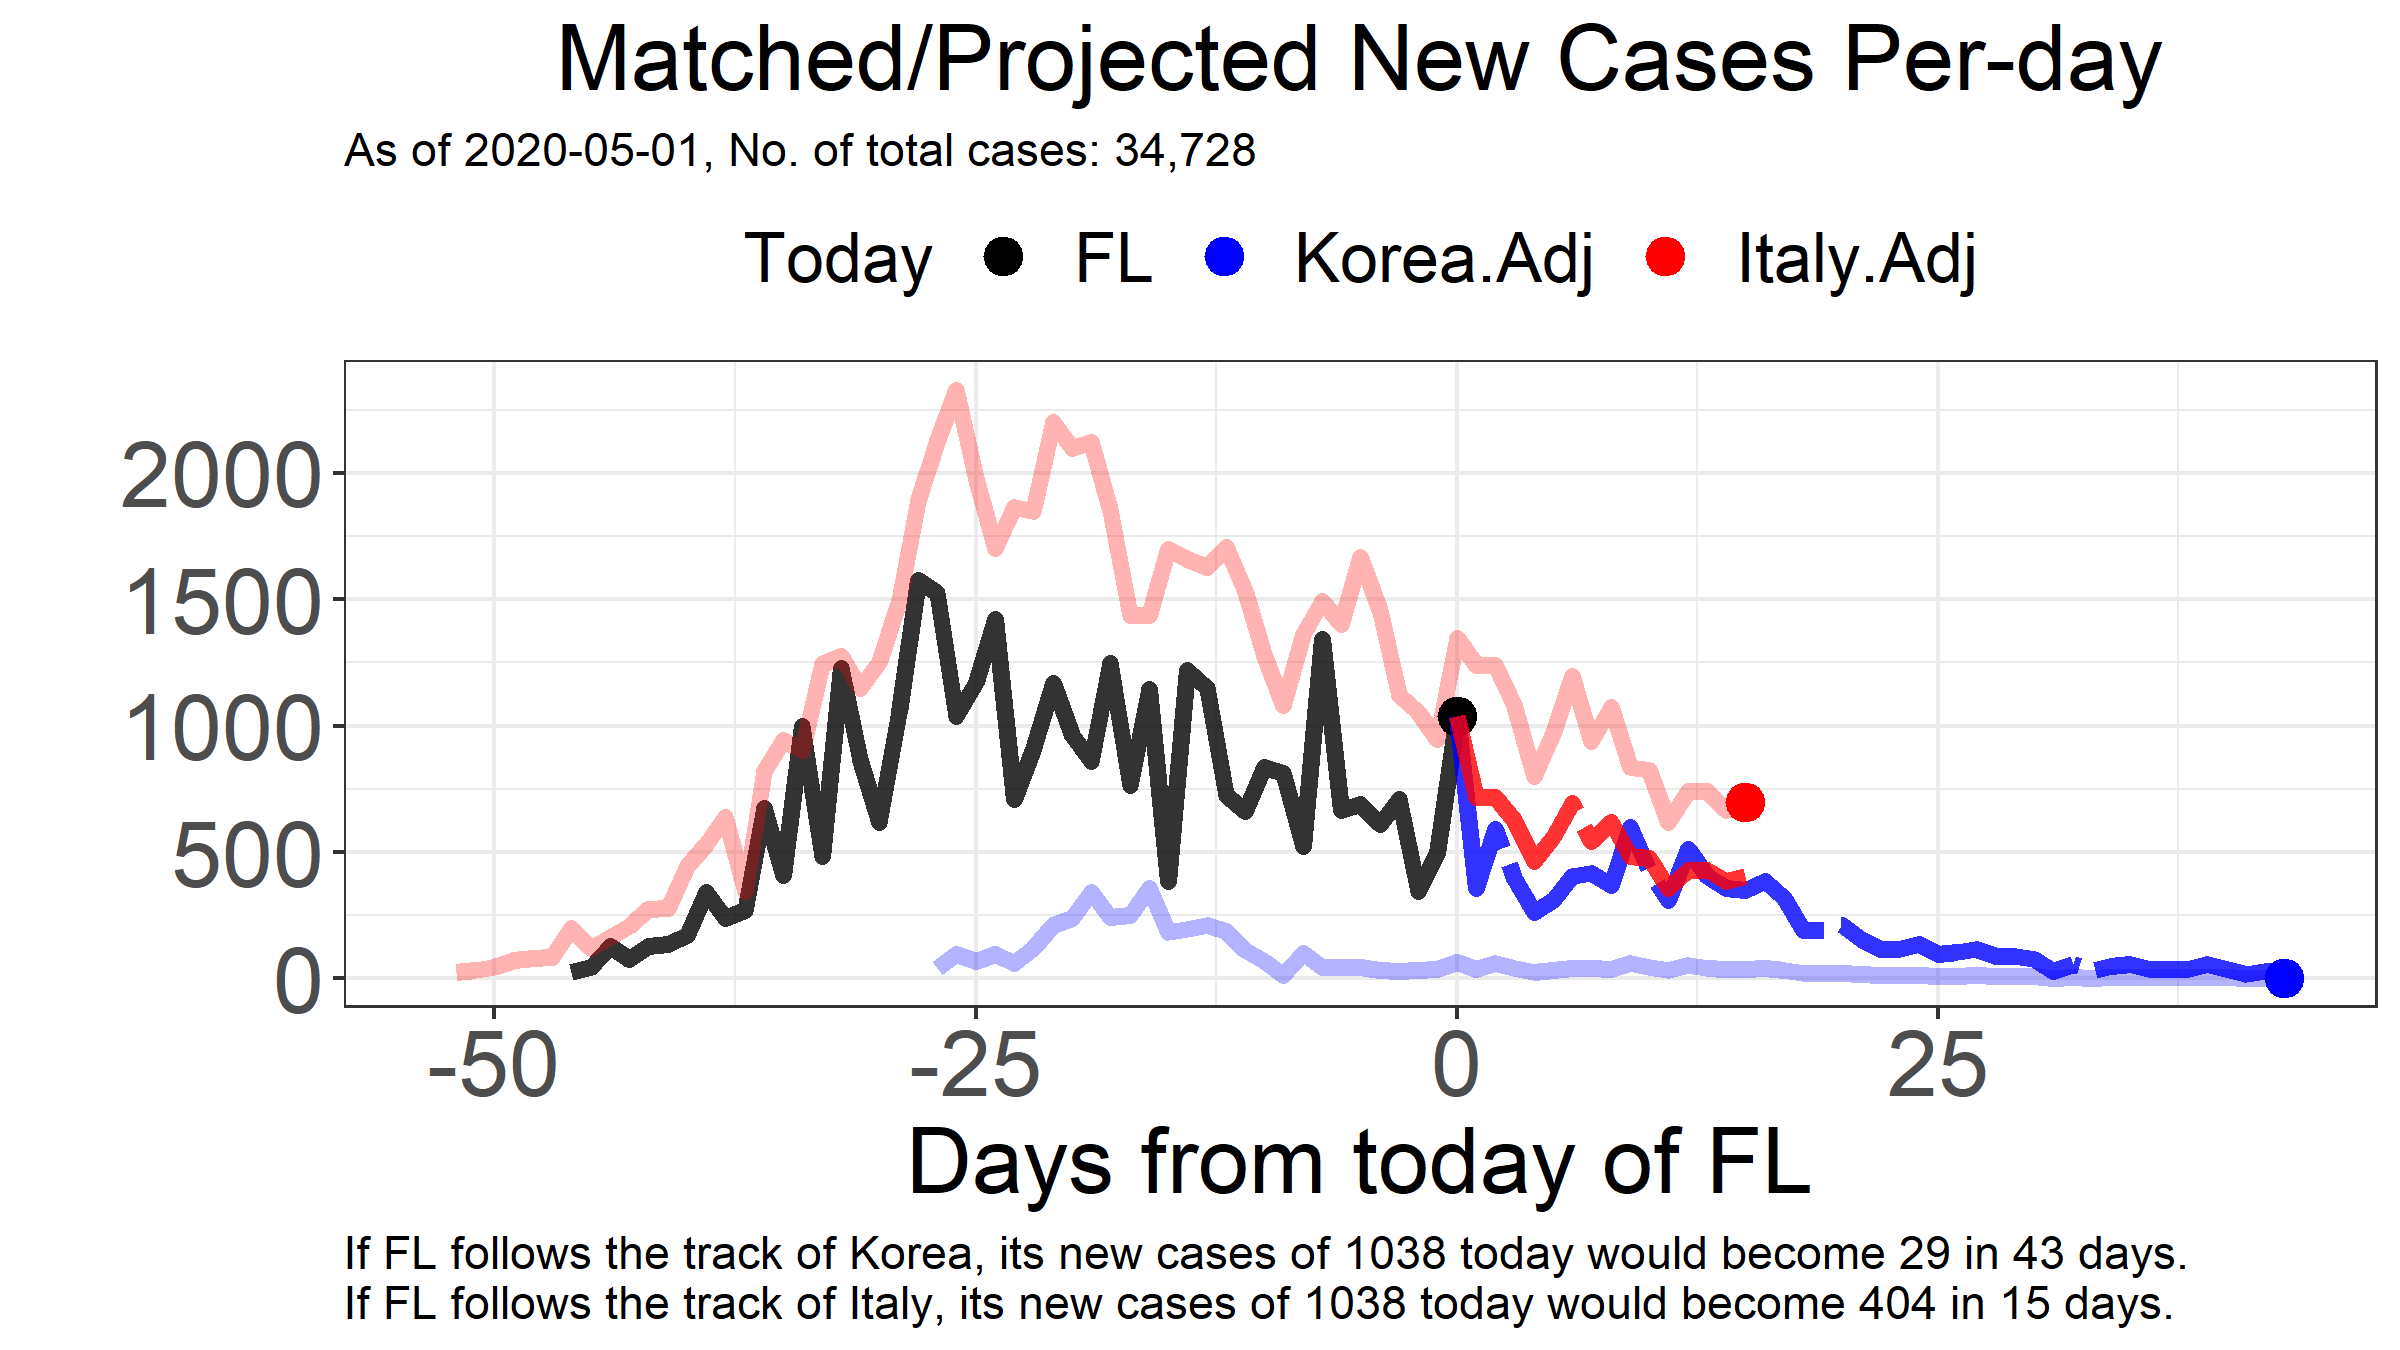 Matched/Projected New Cases Per-day
As of 2020-05-01, No. of total cases: 34,728
Today FL Korea.Adj Italy.Adj
2000
1500
1000
500
0
-50 -25 0 25
Days from today of FL
If FL follows the track of Korea, its new cases of 1038 today would become 29 in 43 days.
If FL follows the track of Italy, its new cases of 1038 today would become 404 in 15 days.